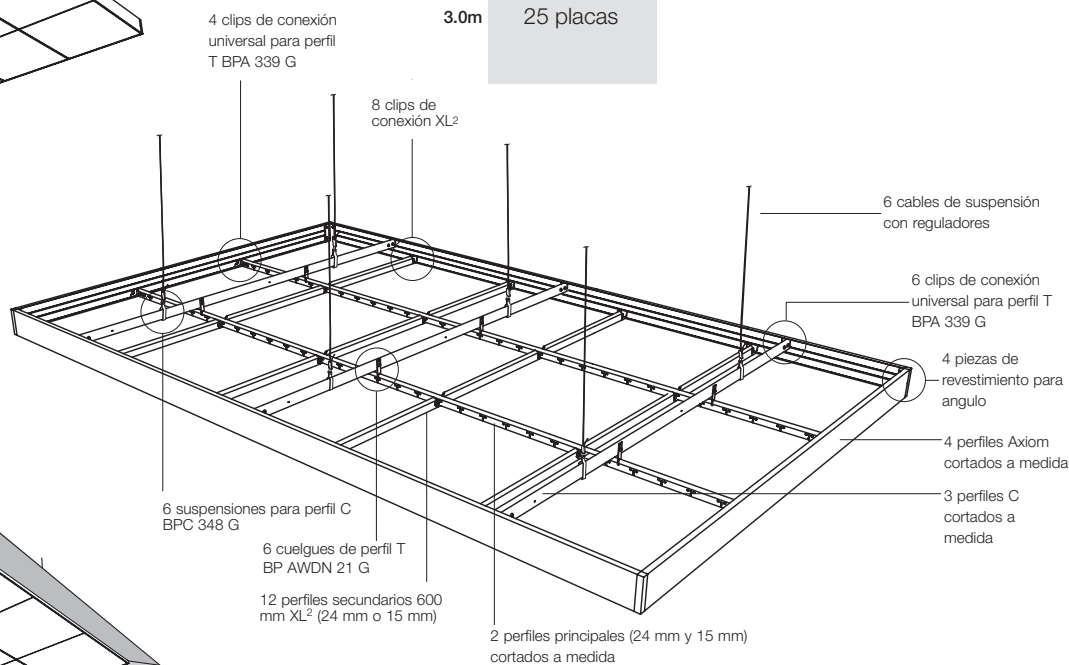 4 clips de conexión
universal para perfil
T BPA 339 G
3.0m
25 placas
8 clips de
conexión XL²
6 cables de suspensión
con reguladores
6 clips de conexión
universal para perfil T
BPA 339 G
4 piezas de
revestimiento para
angulo
4 perfiles Axiom
cortados a medida
3 perfiles C
cortados a
medida
6 suspensiones para perfil C
BPC 348 G
6 cuelgues de perfil T
BP AWDN 21 G
12 perfiles secundarios 600
mm XL² (24 mm o 15 mm)
2 perfiles principales (24 mm y 15 mm)
cortados a medida